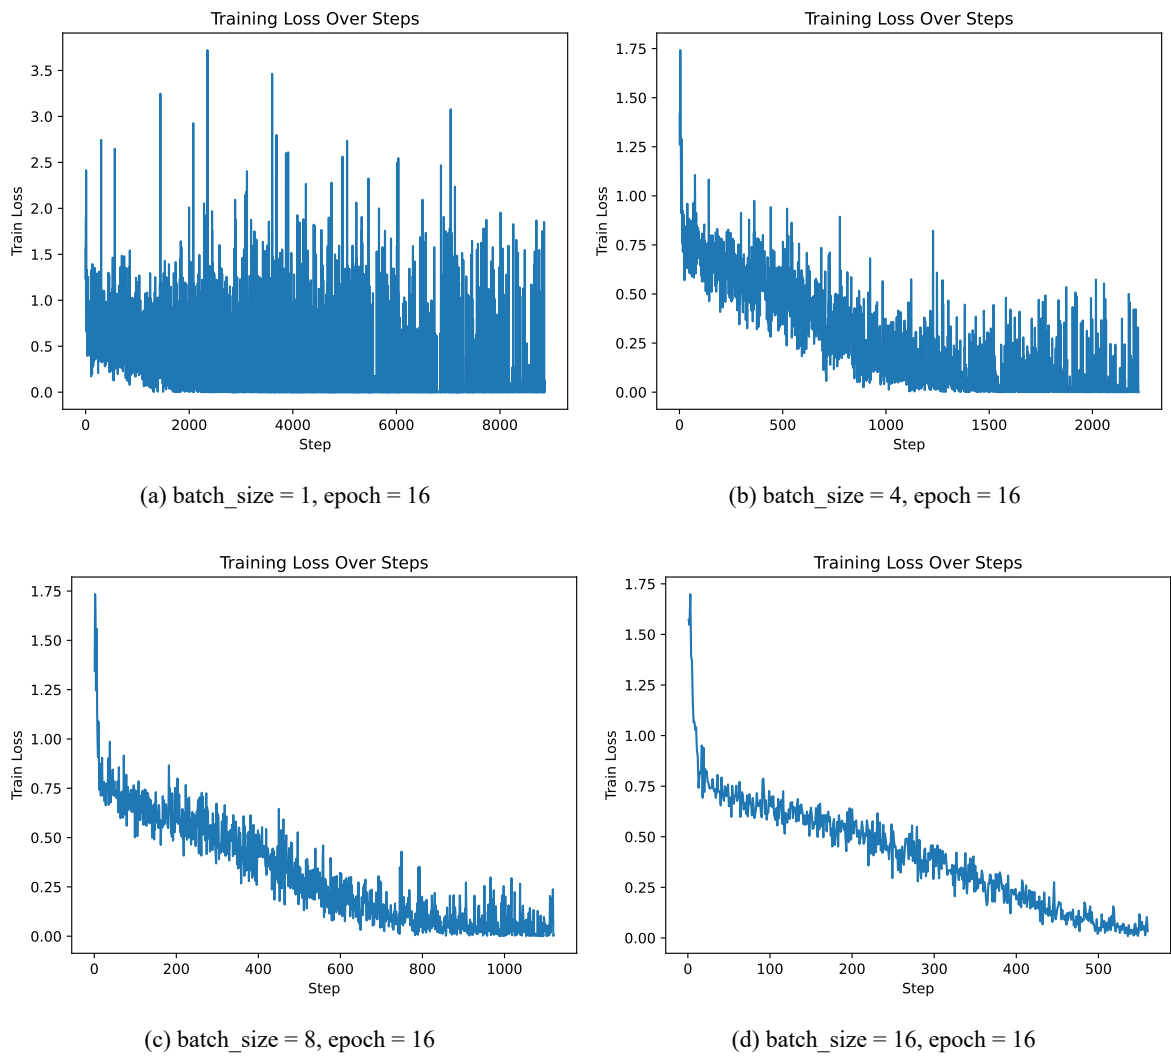 Training Loss Over Steps
3.5
3.0
2.5
2.0
1.5
1.0
0.5
0.0
Train Loss
0 2000 4000 6000 8000
Step
(a) batch_size = 1, epoch = 16
Training Loss Over Steps
1.75
1.50
1.25
1.00
0.75
0.50
0.25
0.00
Train Loss
0 500 1000 1500 2000
Step
(b) batch_size = 4, epoch = 16
Training Loss Over Steps
1.75
1.50
1.25
1.00
0.75
0.50
0.25
0.00
Train Loss
0 200 400 600 800 1000
Step
(c) batch_size = 8, epoch = 16
Training Loss Over Steps
1.75
1.50
1.25
1.00
0.75
0.50
0.25
0.00
Train Loss
0 100 200 300 400 500
Step
(d) batch_size = 16, epoch = 16